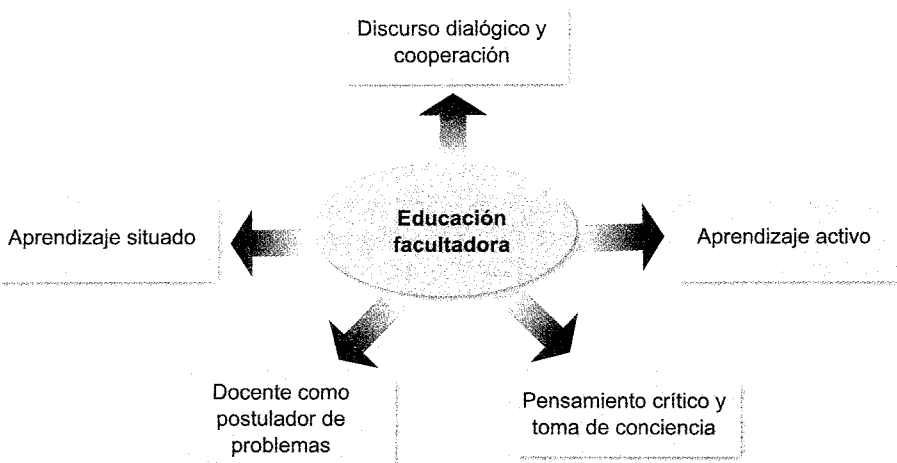 Discurso dialógico y
cooperación
Educación
facultadora
Aprendizaje situado
Aprendizaje activo
Docente como
postulador de
problemas
Pensamiento crítico y
toma de conciencia